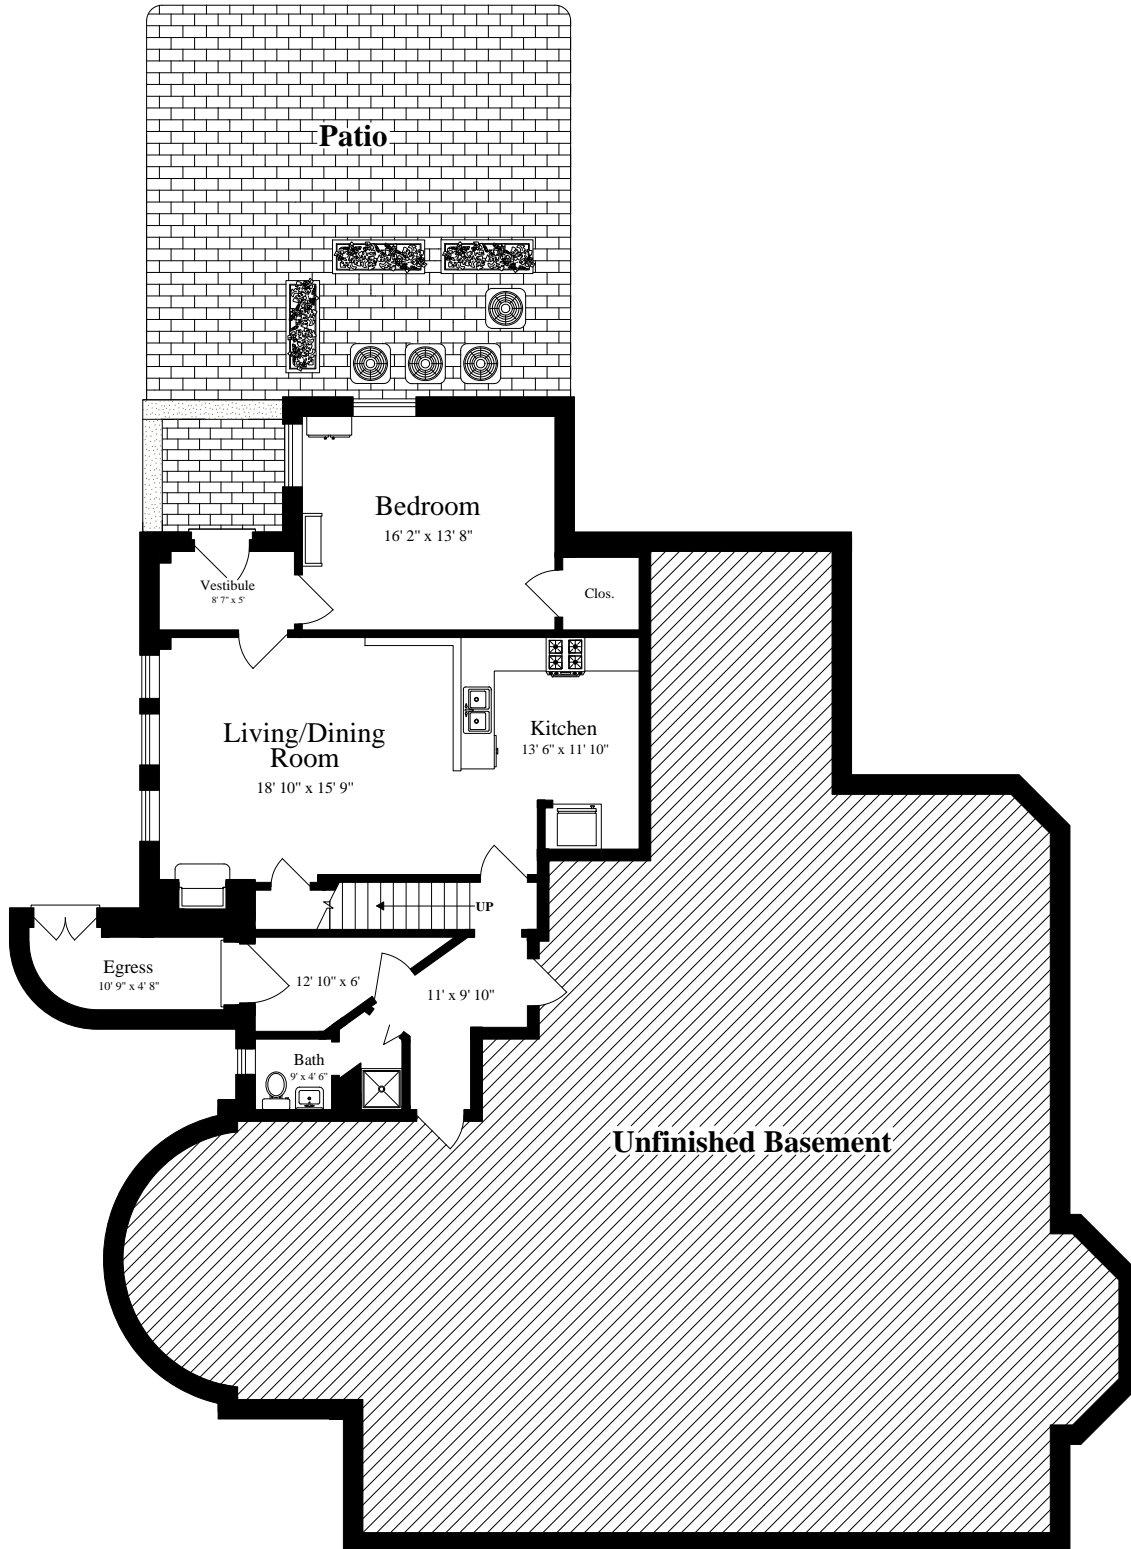 Patio
Bedroom
16' 2" x 13' 8"
Vestibule
8' 7" x 5'
Clos.
Living/Dining
Room
18' 10" x 15' 9"
Kitchen
13' 6" x 11' 10"
UP
Egress
10' 9" x 4' 8"
12' 10" x 6'
11' x 9' 10"
Bath
9' x 4' 6"
Unfinished Basement